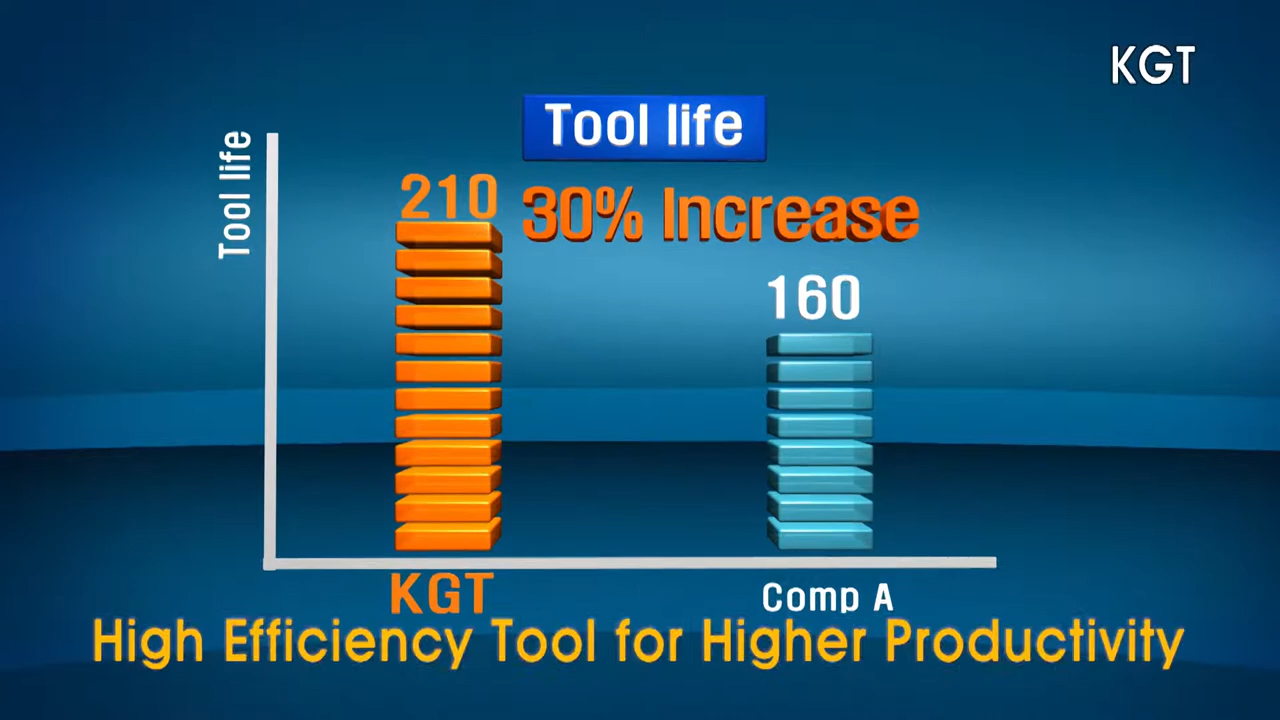 KGT
Tool life
Tool life
210
30% Increase
160
KGT
Comp A
High Efficiency Tool for Higher Productivity